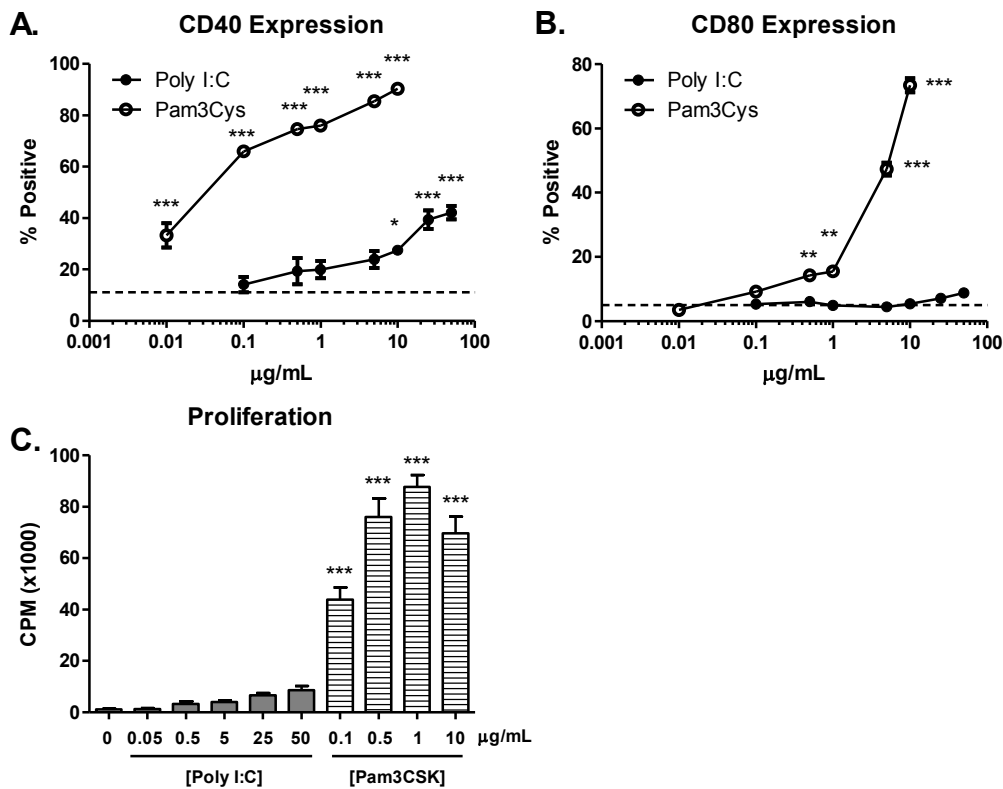 A. CD40 Expression
100
80
60
40
20
0
% Positive
Poly I:C
Pam3Cys
***
***
***
***
***
***
*
***
***
0.001 0.01 0.1 1 10 100
μg/mL
B. CD80 Expression
80
60
40
20
0
% Positive
Poly I:C
Pam3Cys
**
**
***
***
0.001 0.01 0.1 1 10 100
μg/mL
C. Proliferation
100
80
60
40
20
0
CPM (x1000)
***
***
***
***
0 0.05 0.5 5 25 50 0.1 0.5 1 10 μg/mL
[Poly I:C] [Pam3CSK]